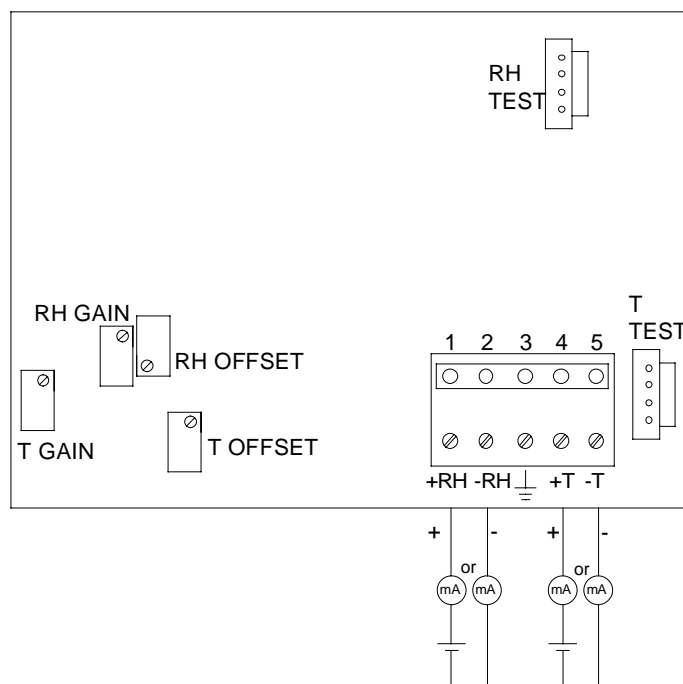 RH
TEST
RH GAIN
RH OFFSET
T GAIN
T OFFSET
T
TEST
1 2 3 4 5
+RH -RH +T -T
+ - + -
or or
mA mA mA mA